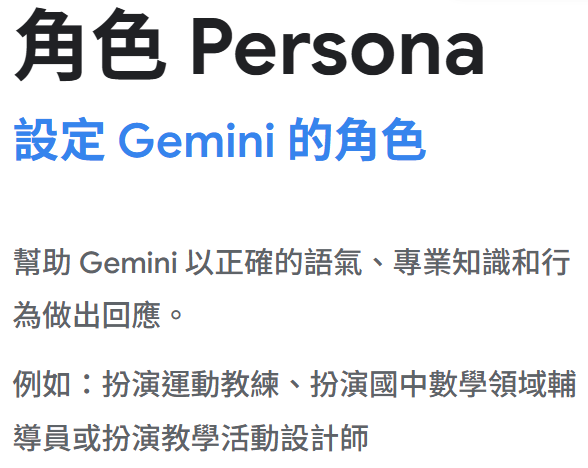 角色 Persona
設定 Gemini 的角色
幫助 Gemini 以正確的語氣、專業知識和行
為做出回應。
例如：扮演運動教練、扮演國中數學領域輔
導員或扮演教學活動設計師